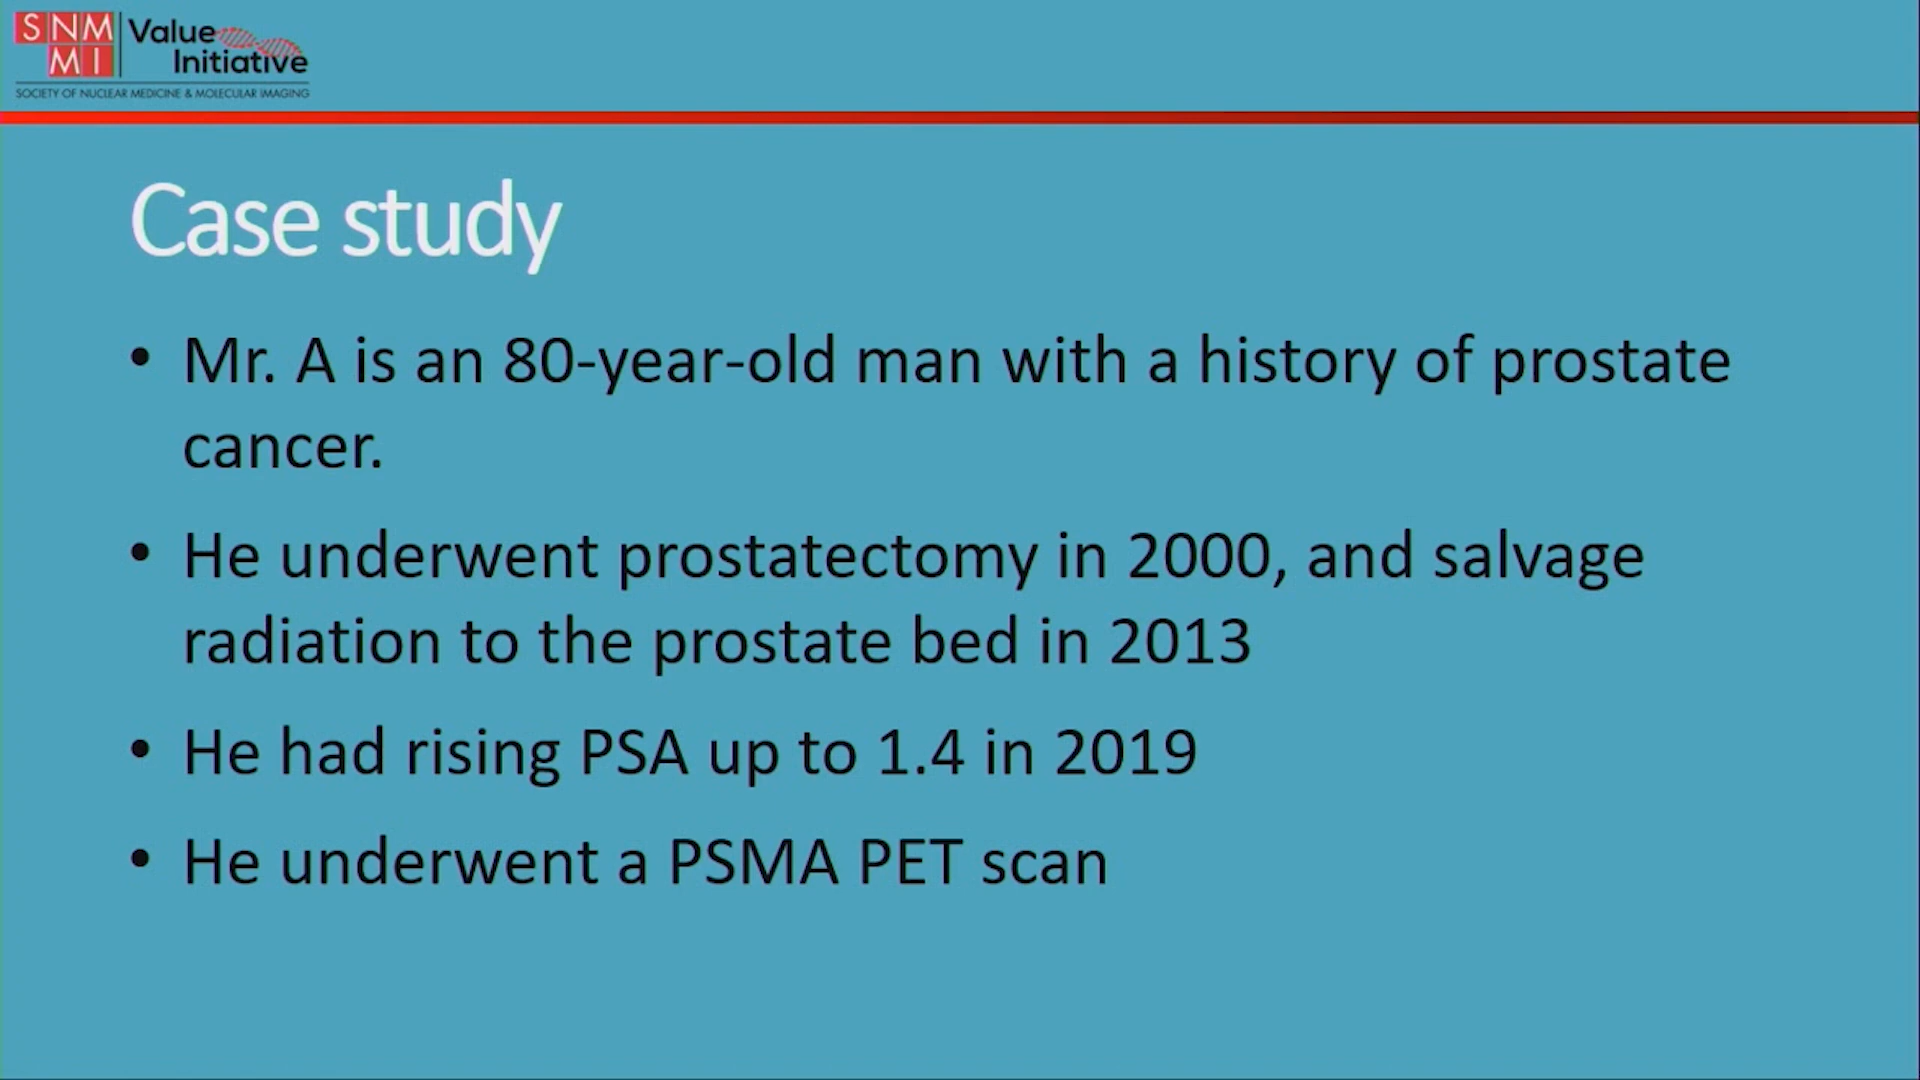 SNM
MI
Value
Initiative
SOCIETY OF NUCLEAR MEDICINE & MOLECULAR IMAGING
Case study
• Mr. A is an 80-year-old man with a history of prostate
cancer.
• He underwent prostatectomy in 2000, and salvage
radiation to the prostate bed in 2013
• He had rising PSA up to 1.4 in 2019
• He underwent a PSMA PET scan